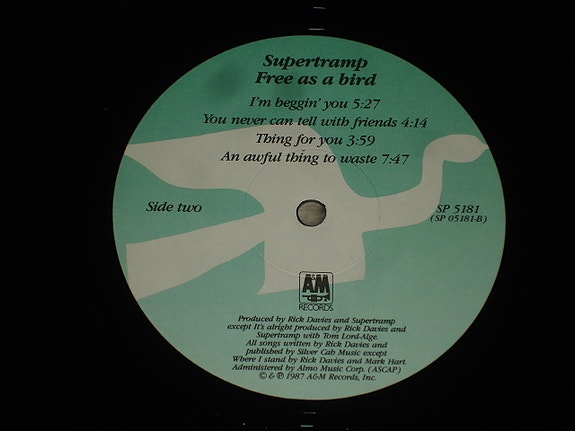 Supertramp
Free as a bird
I'm beggin' you 5:27
You never can tell with friends 4:14
Thing for you 3:59
An awful thing to waste 7:47
Side two
SP 5181
(SP 05181-B)
A&M
RECORDS
Produced by Rick Davies and Supertramp
except It's alright produced by Rick Davies and
Supertramp with Tom Lord-Alge.
All songs written by Rick Davies and
published by Silver Cab Music except
Where I stand by Rick Davies and Mark Hart.
Administered by Almo Music Corp. (ASCAP)
© & ℗ 1987 A&M Records, Inc.